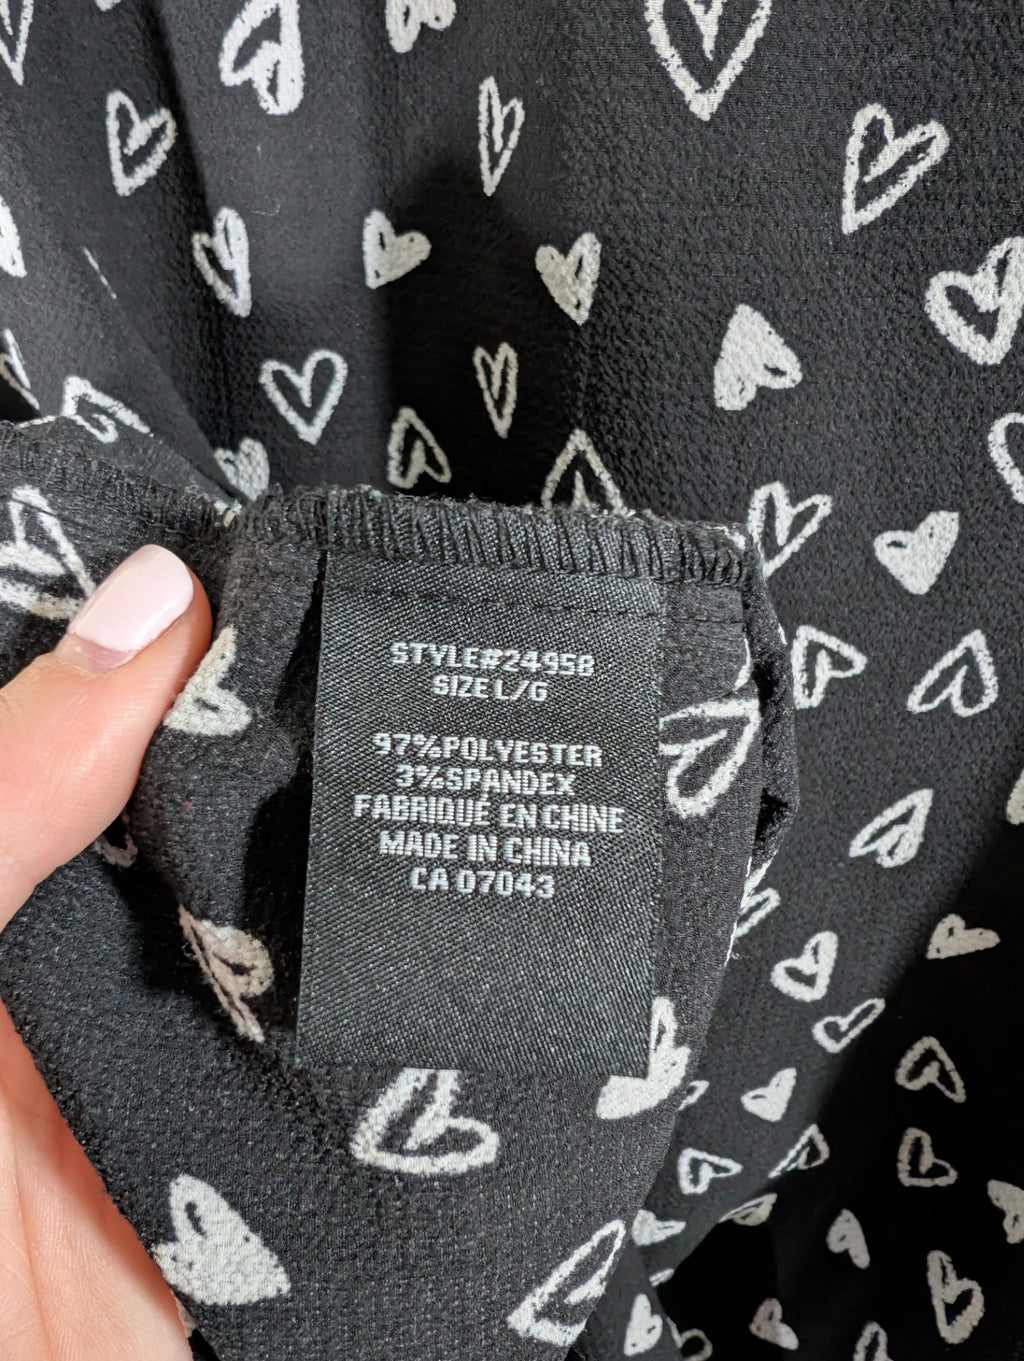 STYLE#24958
SIZE L/G
97%POLYESTER
3%SPANDEX
FABRIQUÉ EN CHINE
MADE IN CHINA
CA 07043